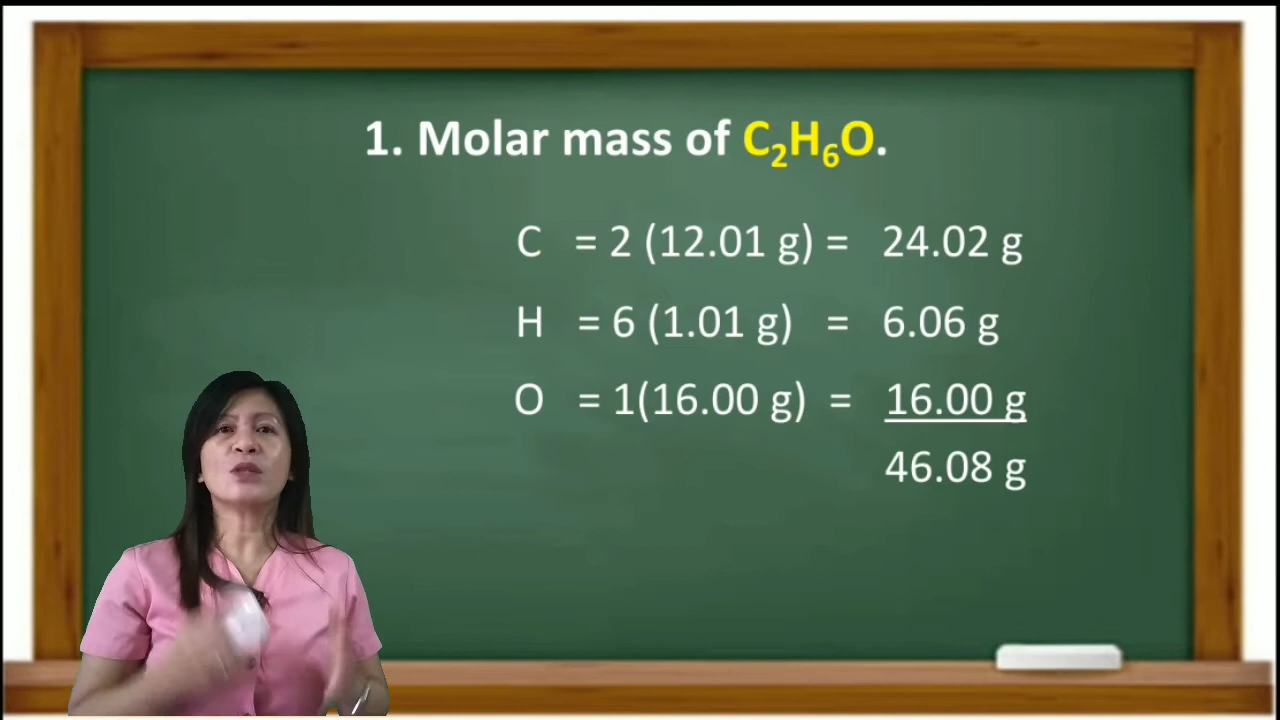 1. Molar mass of C₂H₆O.
C = 2 (12.01 g) = 24.02 g
H = 6 (1.01 g) = 6.06 g
O = 1(16.00 g) = 16.00 g
46.08 g